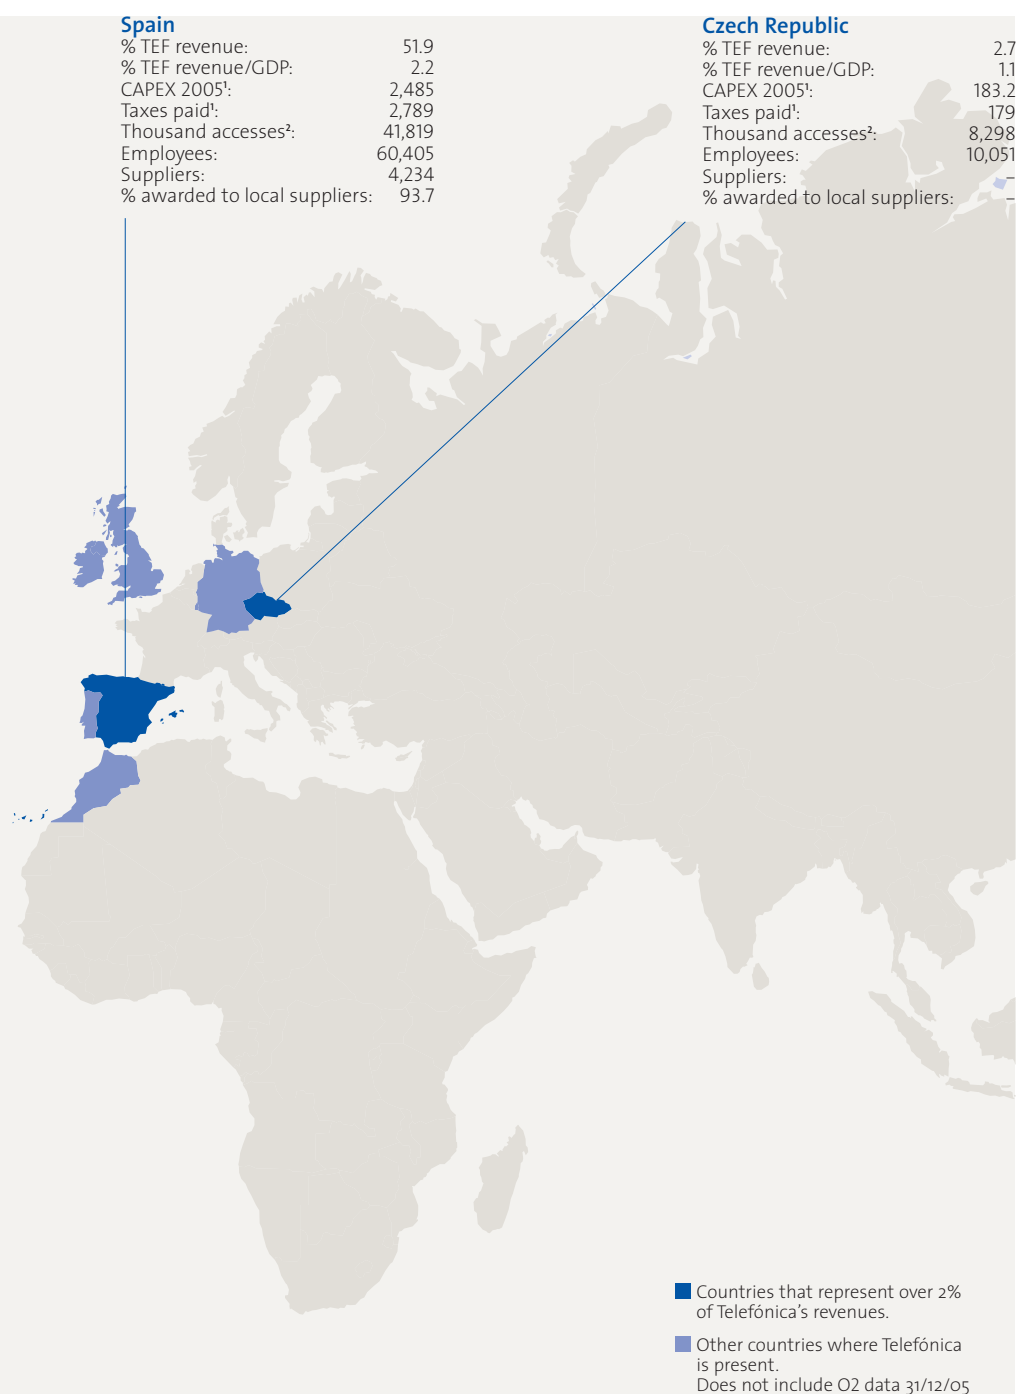 Spain
% TEF revenue: 51.9
% TEF revenue/GDP: 2.2
CAPEX 2005¹: 2,485
Taxes paid¹: 2,789
Thousand accesses²: 41,819
Employees: 60,405
Suppliers: 4,234
% awarded to local suppliers: 93.7
Czech Republic
% TEF revenue: 2.7
% TEF revenue/GDP: 1.1
CAPEX 2005¹: 183.2
Taxes paid¹: 179
Thousand accesses²: 8,298
Employees: 10,051
Suppliers: –
% awarded to local suppliers: –
Countries that represent over 2%
of Telefónica’s revenues.
Other countries where Telefónica
is present.
Does not include O2 data 31/12/05